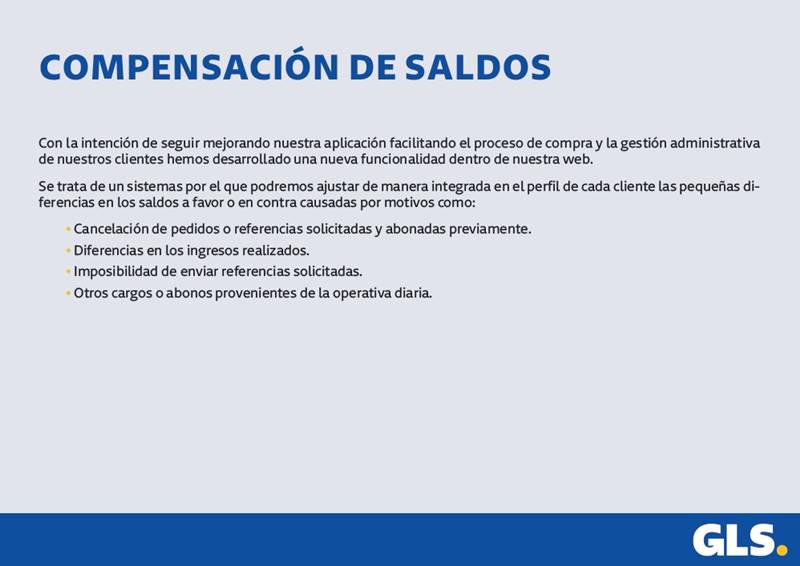 COMPENSACIÓN DE SALDOS
Con la intención de seguir mejorando nuestra aplicación facilitando el proceso de compra y la gestión administrativa
de nuestros clientes hemos desarrollado una nueva funcionalidad dentro de nuestra web.
Se trata de un sistemas por el que podremos ajustar de manera integrada en el perfil de cada cliente las pequeñas di-
ferencias en los saldos a favor o en contra causadas por motivos como:
• Cancelación de pedidos o referencias solicitadas y abonadas previamente.
• Diferencias en los ingresos realizados.
• Imposibilidad de enviar referencias solicitadas.
• Otros cargos o abonos provenientes de la operativa diaria.
GLS.